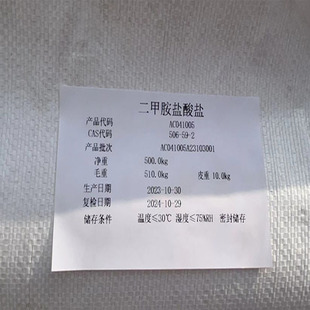 二甲胺盐酸盐
产品代码 AC041005
CAS代码 506-59-2
产品批次 AC041005A23103001
净重 500.0kg
毛重 510.0kg 皮重 10.0kg
生产日期 2023-10-30
复检日期 2024-10-29
储存条件 温度≤30℃ 湿度≤75%RH 密封储存